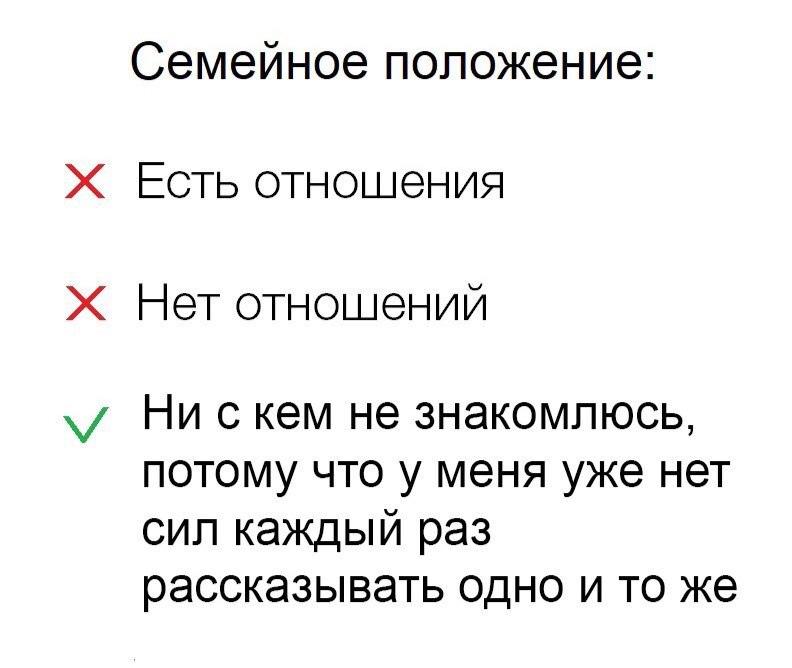 Семейное положение:
Есть отношения
Нет отношений
Ни с кем не знакомлюсь,
потому что у меня уже нет
сил каждый раз
рассказывать одно и то же